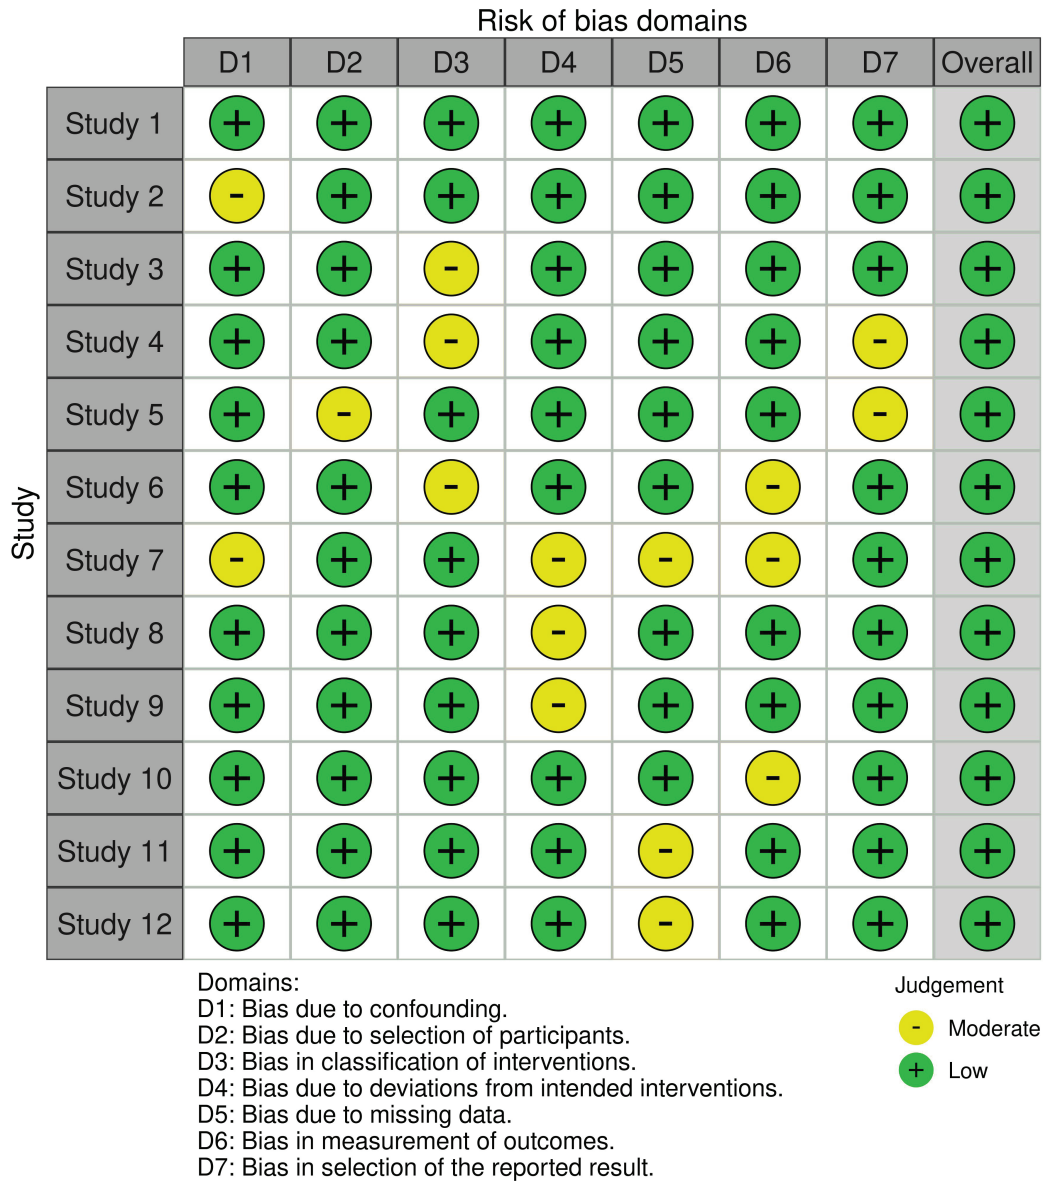 Risk of bias domains
D1 D2 D3 D4 D5 D6 D7 Overall
Study
Study 1 + + + + + + + +
Study 2 - + + + + + + +
Study 3 + + - + + + + +
Study 4 + + - + + + - +
Study 5 + - + + + + - +
Study 6 + + - + + - + +
Study 7 - + + - - - + +
Study 8 + + + - + + + +
Study 9 + + + - + + + +
Study 10 + + + + + - + +
Study 11 + + + + - + + +
Study 12 + + + + - + + +
Domains:
D1: Bias due to confounding.
D2: Bias due to selection of participants.
D3: Bias in classification of interventions.
D4: Bias due to deviations from intended interventions.
D5: Bias due to missing data.
D6: Bias in measurement of outcomes.
D7: Bias in selection of the reported result.
Judgement
- Moderate
+ Low